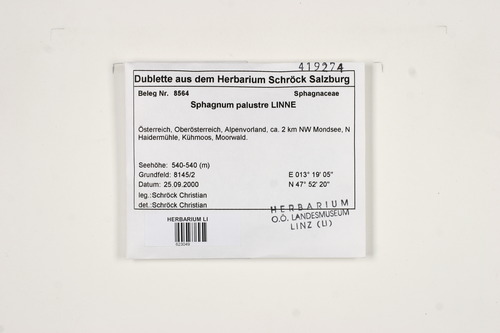 419274
Dublette aus dem Herbarium Schröck Salzburg
Beleg Nr. 8564 Sphagnaceae
Sphagnum palustre LINNE
Österreich, Oberösterreich, Alpenvorland, ca. 2 km NW Mondsee, N
Haidermühle, Kühmoos, Moorwald.
Seehöhe: 540-540 (m)
Grundfeld: 8145/2 E 013° 19' 05"
Datum: 25.09.2000 N 47° 52' 20"
leg.:Schröck Christian
det.:Schröck Christian
HERBARIUM
O.Ö. LANDESMUSEUM
LINZ (LI)
HERBARIUM LI